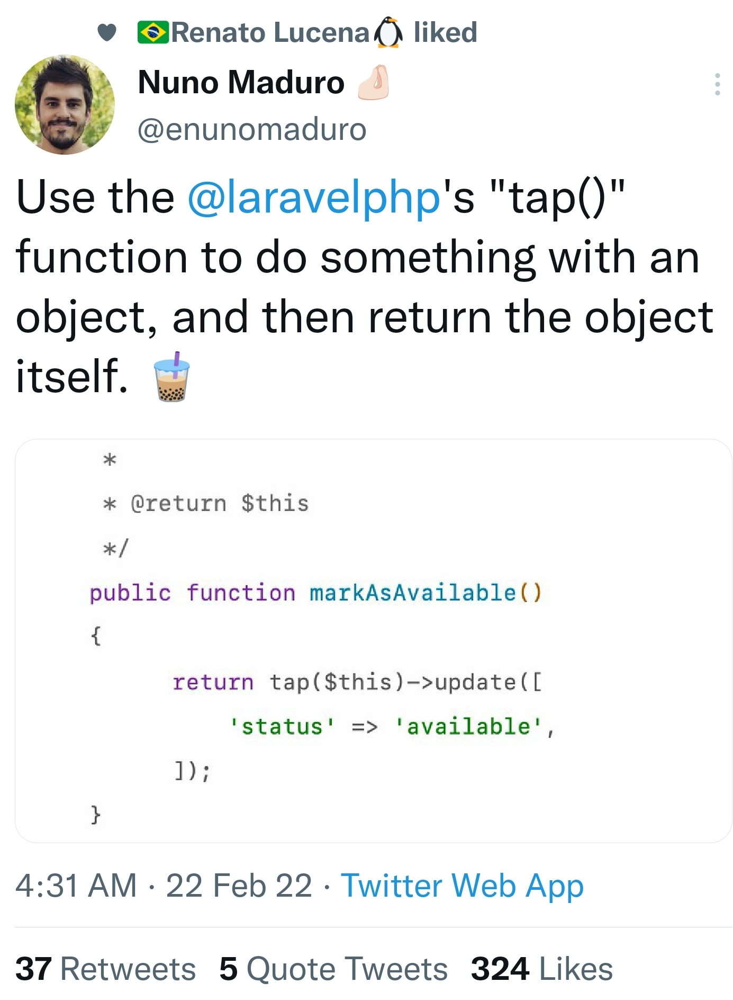 Renato Lucena liked
Nuno Maduro
@enunomaduro
Use the @laravelphp's "tap()"
function to do something with an
object, and then return the object
itself.
*
* @return $this
*/
public function markAsAvailable()
{
return tap($this)->update([
'status' => 'available',
]);
}
4:31 AM · 22 Feb 22 · Twitter Web App
37 Retweets 5 Quote Tweets 324 Likes